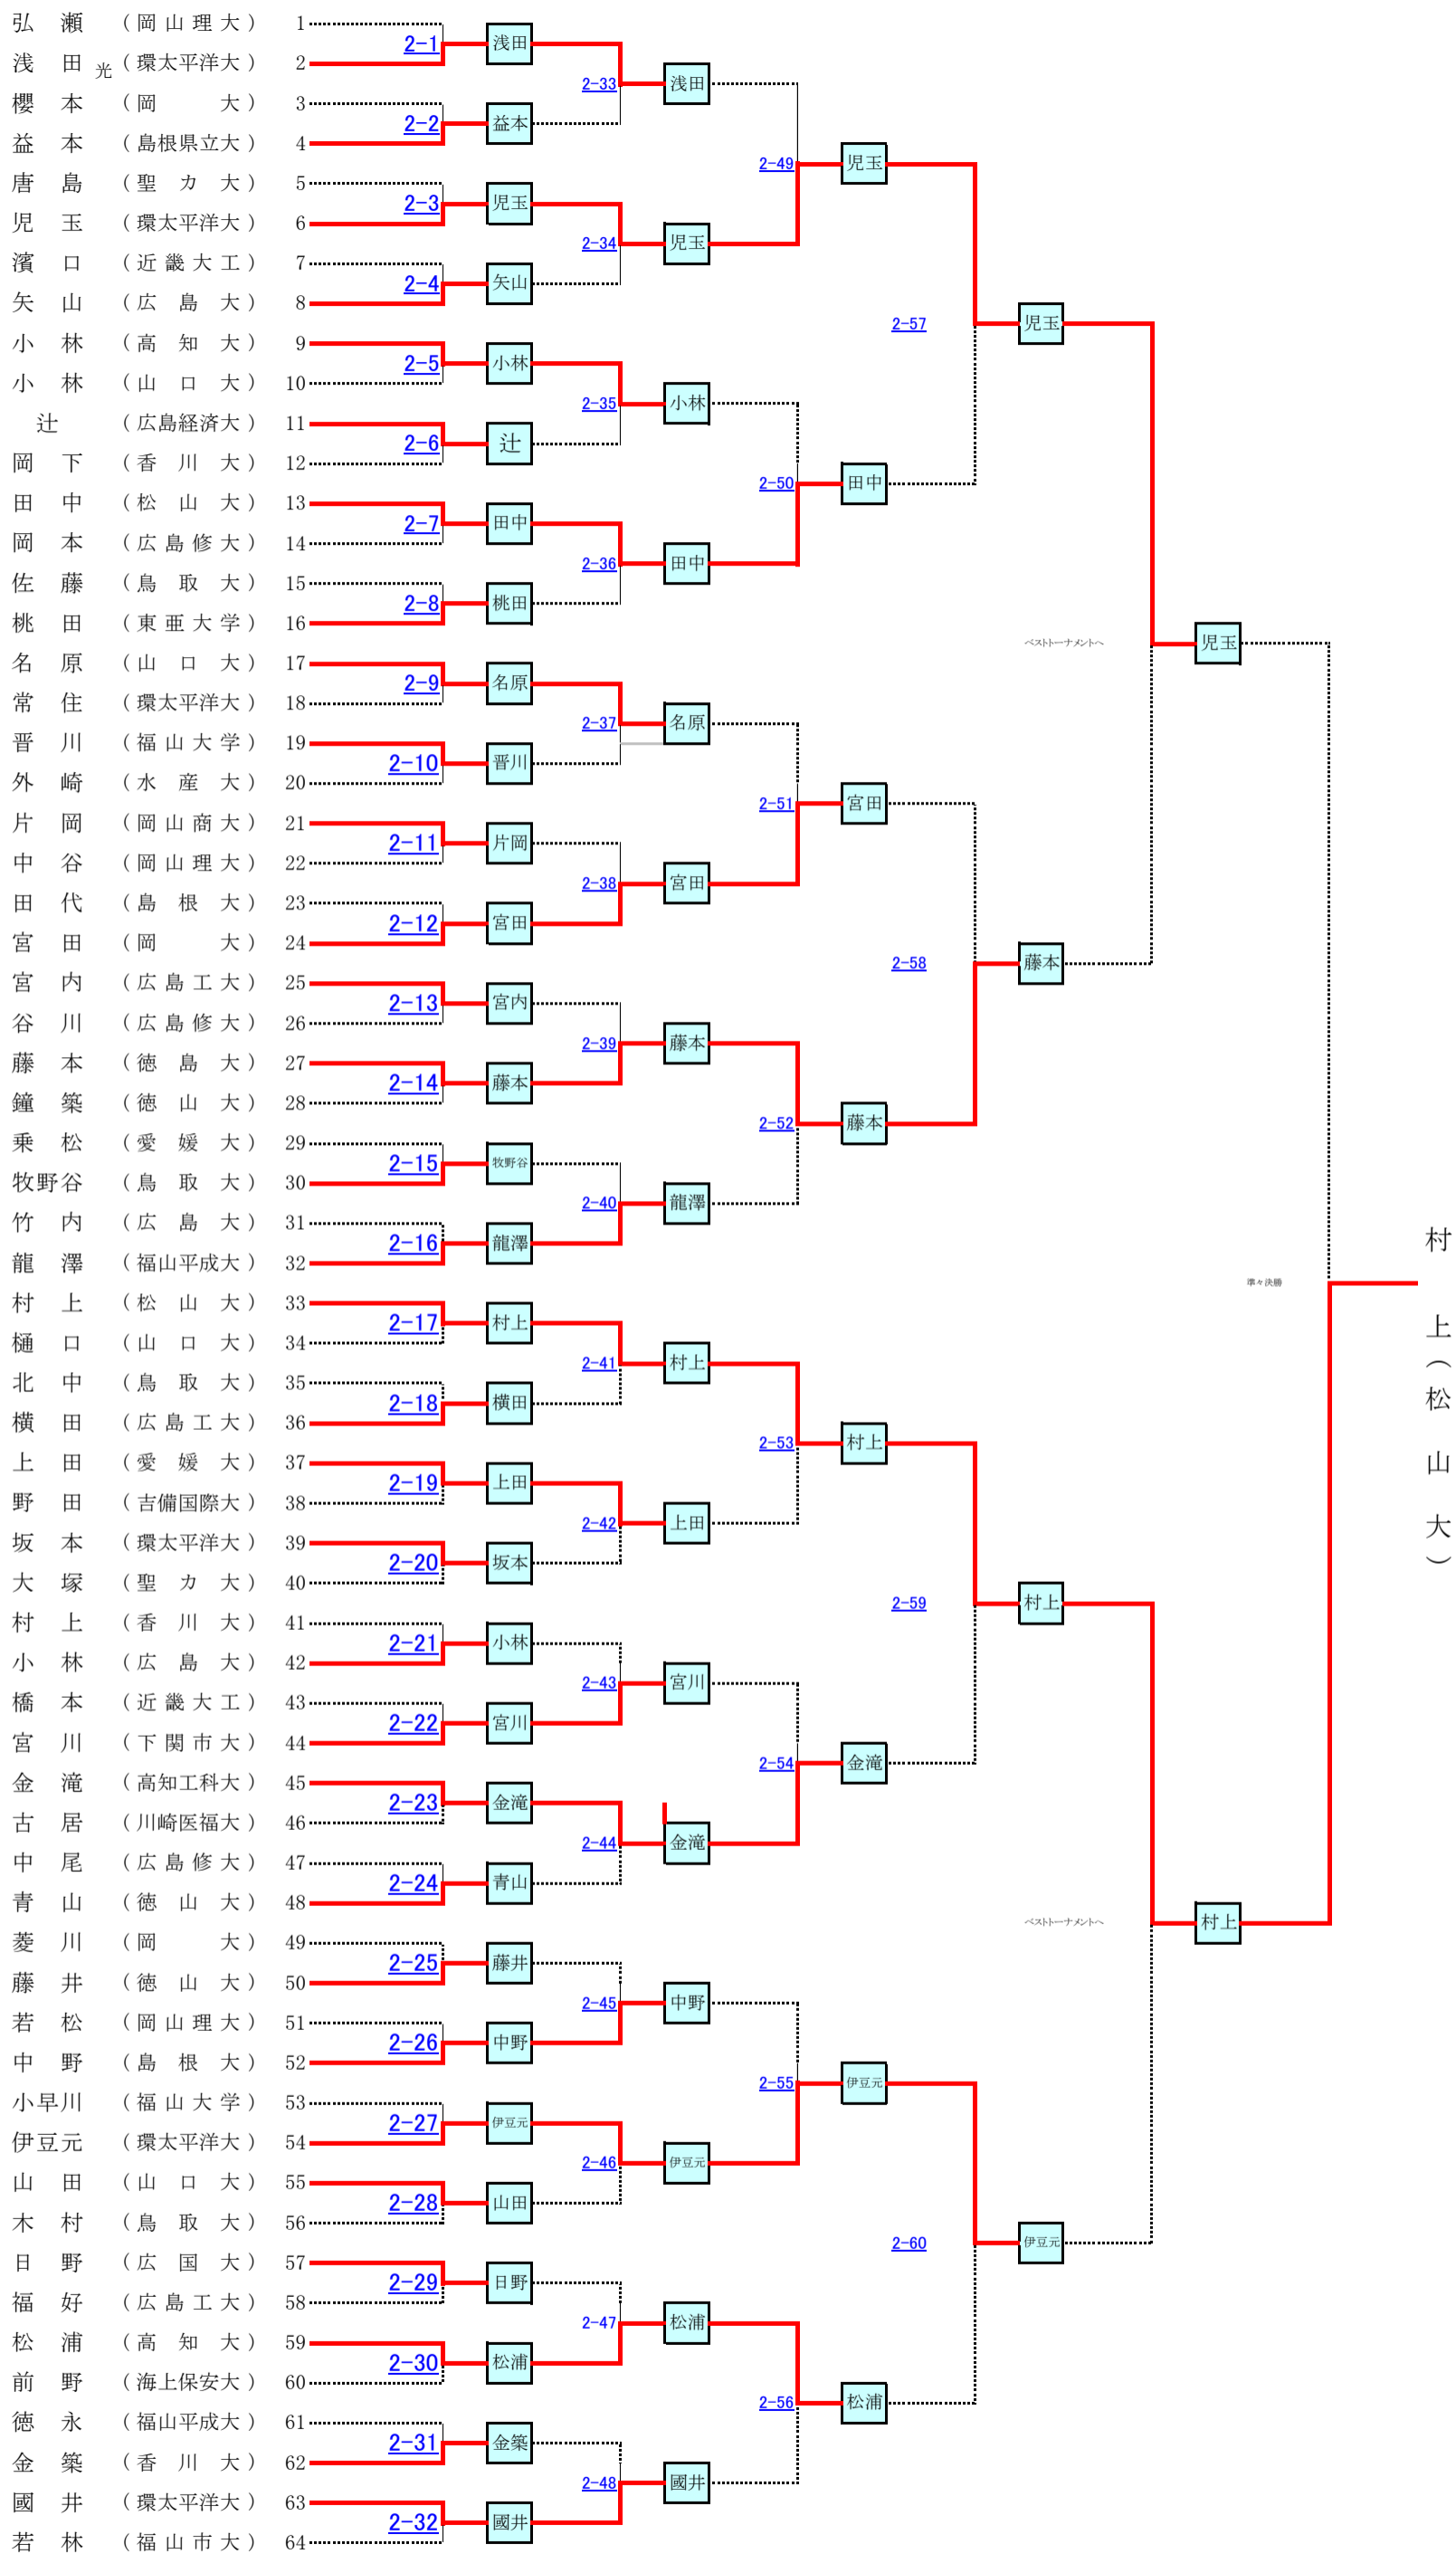 弘瀬 （岡山理大） 1
浅田光 （環太平洋大） 2
櫻本 （岡大） 3
益本 （島根県立大） 4
唐島 （聖カ大） 5
児玉 （環太平洋大） 6
濱口 （近畿大工） 7
矢山 （広島大） 8
小林 （高知大） 9
小林 （山口大） 10
辻 （広島経済大） 11
岡下 （香川大） 12
田中 （松山大） 13
岡本 （広島修大） 14
佐藤 （鳥取大） 15
桃田 （東亜大学） 16
名原 （山口大） 17
常住 （環太平洋大） 18
晋川 （福山大学） 19
外崎 （水産大） 20
片岡 （岡山商大） 21
中谷 （岡山理大） 22
田代 （島根大） 23
宮田 （岡大） 24
宮内 （広島工大） 25
谷川 （広島修大） 26
藤本 （徳島大） 27
鐘築 （徳山大） 28
乗松 （愛媛大） 29
牧野谷 （鳥取大） 30
竹内 （広島大） 31
龍澤 （福山平成大） 32
村上 （松山大） 33
樋口 （山口大） 34
北中 （鳥取大） 35
横田 （広島工大） 36
上田 （愛媛大） 37
野田 （吉備国際大） 38
坂本 （環太平洋大） 39
大塚 （聖カ大） 40
村上 （香川大） 41
小林 （広島大） 42
橋本 （近畿大工） 43
宮川 （下関市大） 44
金滝 （高知工科大） 45
古居 （川崎医福大） 46
中尾 （広島修大） 47
青山 （徳山大） 48
菱川 （岡大） 49
藤井 （徳山大） 50
若松 （岡山理大） 51
中野 （島根大） 52
小早川 （福山大学） 53
伊豆元 （環太平洋大） 54
山田 （山口大） 55
木村 （鳥取大） 56
日野 （広国大） 57
福好 （広島工大） 58
松浦 （高知大） 59
前野 （海上保安大） 60
徳永 （福山平成大） 61
金築 （香川大） 62
國井 （環太平洋大） 63
若林 （福山市大） 64
2-1 浅田
2-2 益本
2-3 児玉
2-4 矢山
2-5 小林
2-6 辻
2-7 田中
2-8 桃田
2-9 名原
2-10 晋川
2-11 片岡
2-12 宮田
2-13 宮内
2-14 藤本
2-15 牧野谷
2-16 龍澤
2-17 村上
2-18 横田
2-19 上田
2-20 坂本
2-21 小林
2-22 宮川
2-23 金滝
2-24 青山
2-25 藤井
2-26 中野
2-27 伊豆元
2-28 山田
2-29 日野
2-30 松浦
2-31 金築
2-32 國井
2-33 浅田
2-34 児玉
2-35 小林
2-36 田中
2-37 名原
2-38 宮田
2-39 藤本
2-40 龍澤
2-41 村上
2-42 上田
2-43 宮川
2-44 金滝
2-45 中野
2-46 伊豆元
2-47 松浦
2-48 國井
2-49 児玉
2-50 田中
2-51 宮田
2-52 藤本
2-53 村上
2-54 金滝
2-55 伊豆元
2-56 松浦
2-57 児玉
2-58 藤本
2-59 村上
2-60 伊豆元
ベストトーナメントへ 児玉
ベストトーナメントへ 村上
準々決勝
村上（松山大）